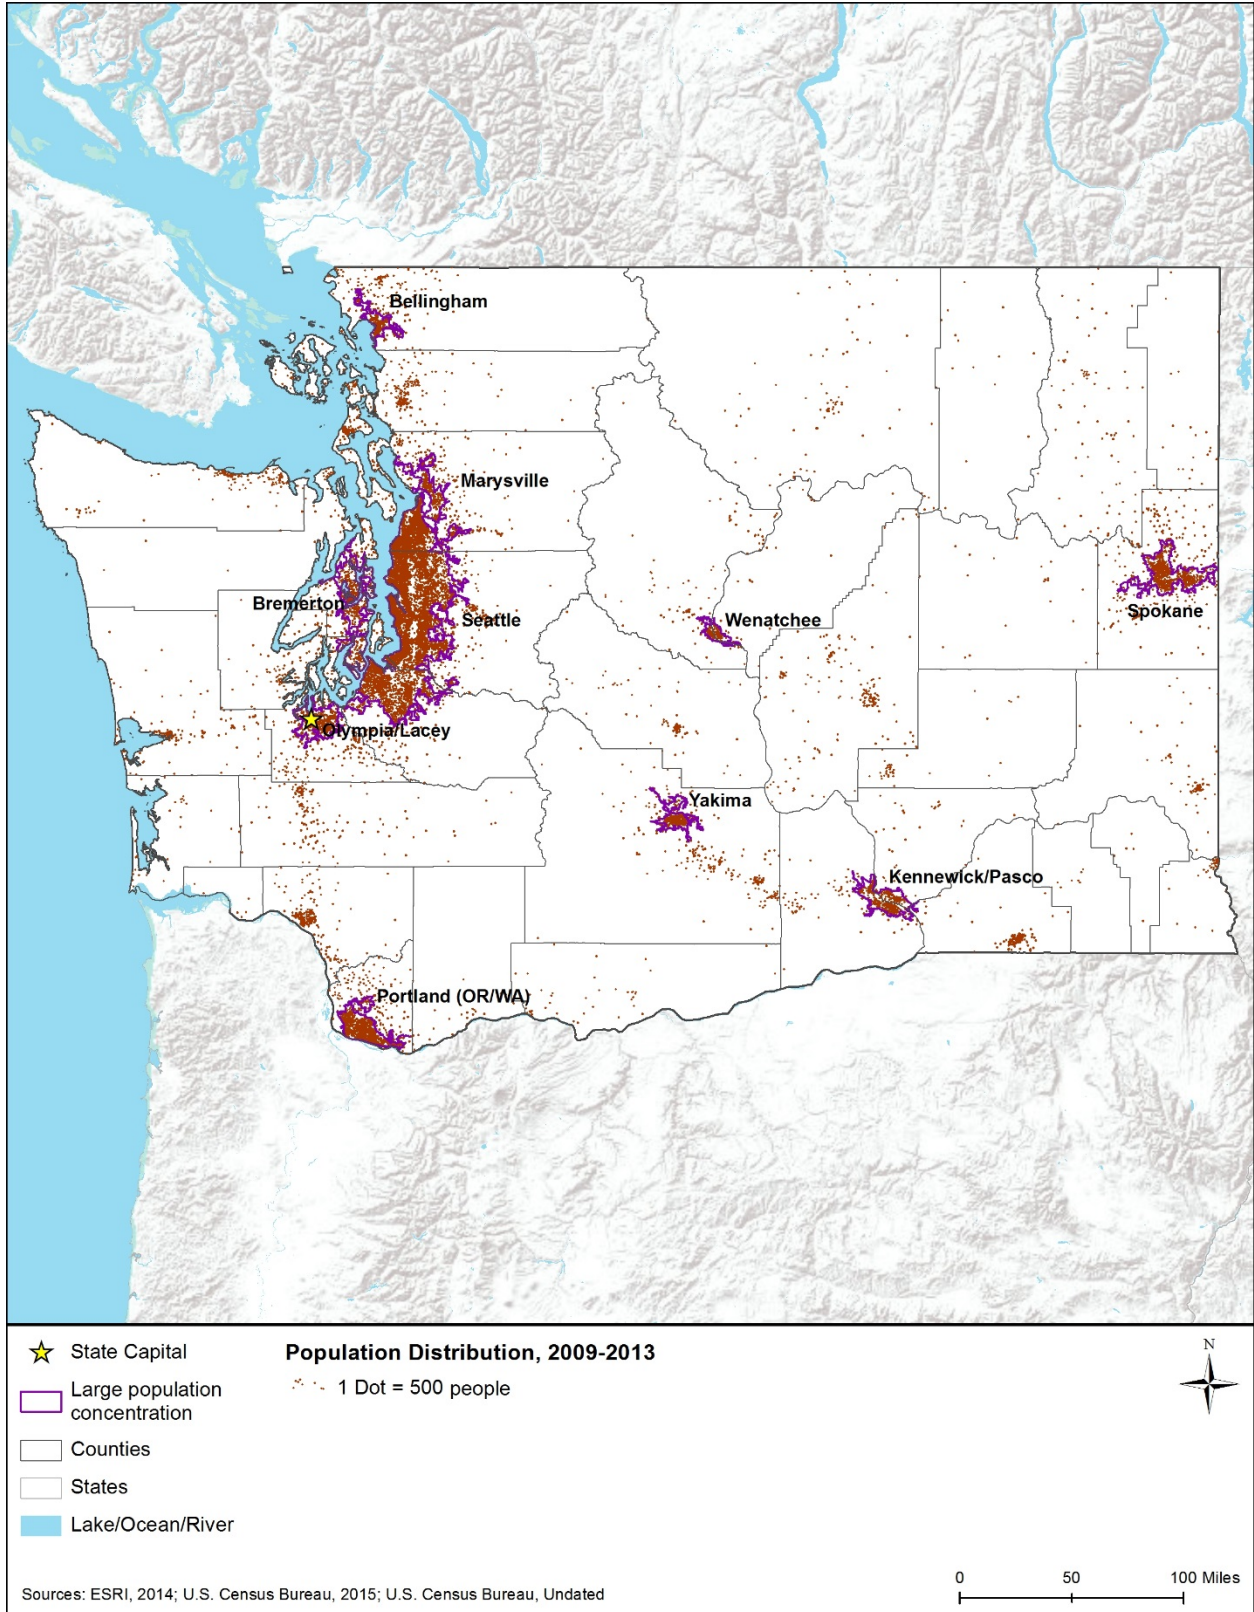 Bellingham
Marysville
Bremerton
Seattle
Wenatchee
Spokane
Olympia/Lacey
Yakima
Kennewick/Pasco
Portland (OR/WA)
State Capital
Large population
concentration
Counties
States
Lake/Ocean/River
Population Distribution, 2009-2013
1 Dot = 500 people
N
Sources: ESRI, 2014; U.S. Census Bureau, 2015; U.S. Census Bureau, Undated
0 50 100 Miles